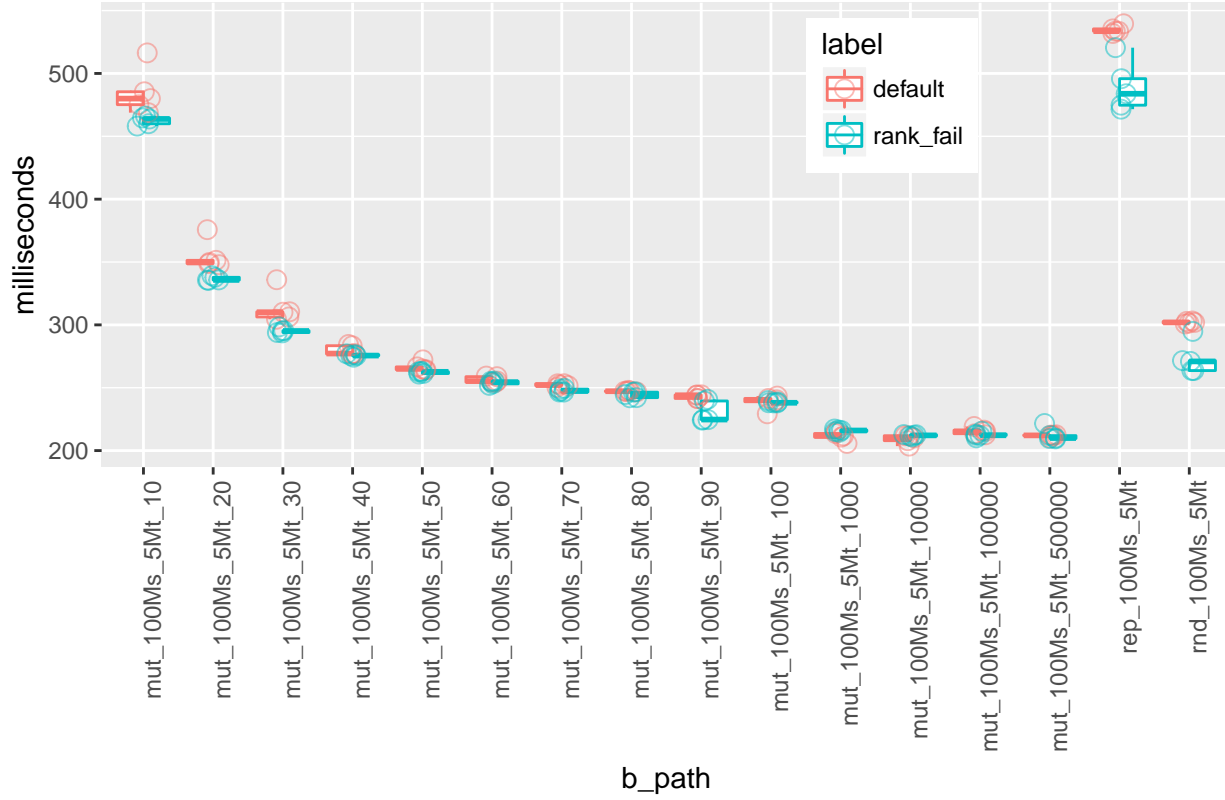 label
default
rank_fail
500
400
300
200
milliseconds
mut_100Ms_5Mt_10
mut_100Ms_5Mt_20
mut_100Ms_5Mt_30
mut_100Ms_5Mt_40
mut_100Ms_5Mt_50
mut_100Ms_5Mt_60
mut_100Ms_5Mt_70
mut_100Ms_5Mt_80
mut_100Ms_5Mt_90
mut_100Ms_5Mt_100
mut_100Ms_5Mt_1000
mut_100Ms_5Mt_10000
mut_100Ms_5Mt_100000
mut_100Ms_5Mt_500000
rep_100Ms_5Mt
rnd_100Ms_5Mt
b_path